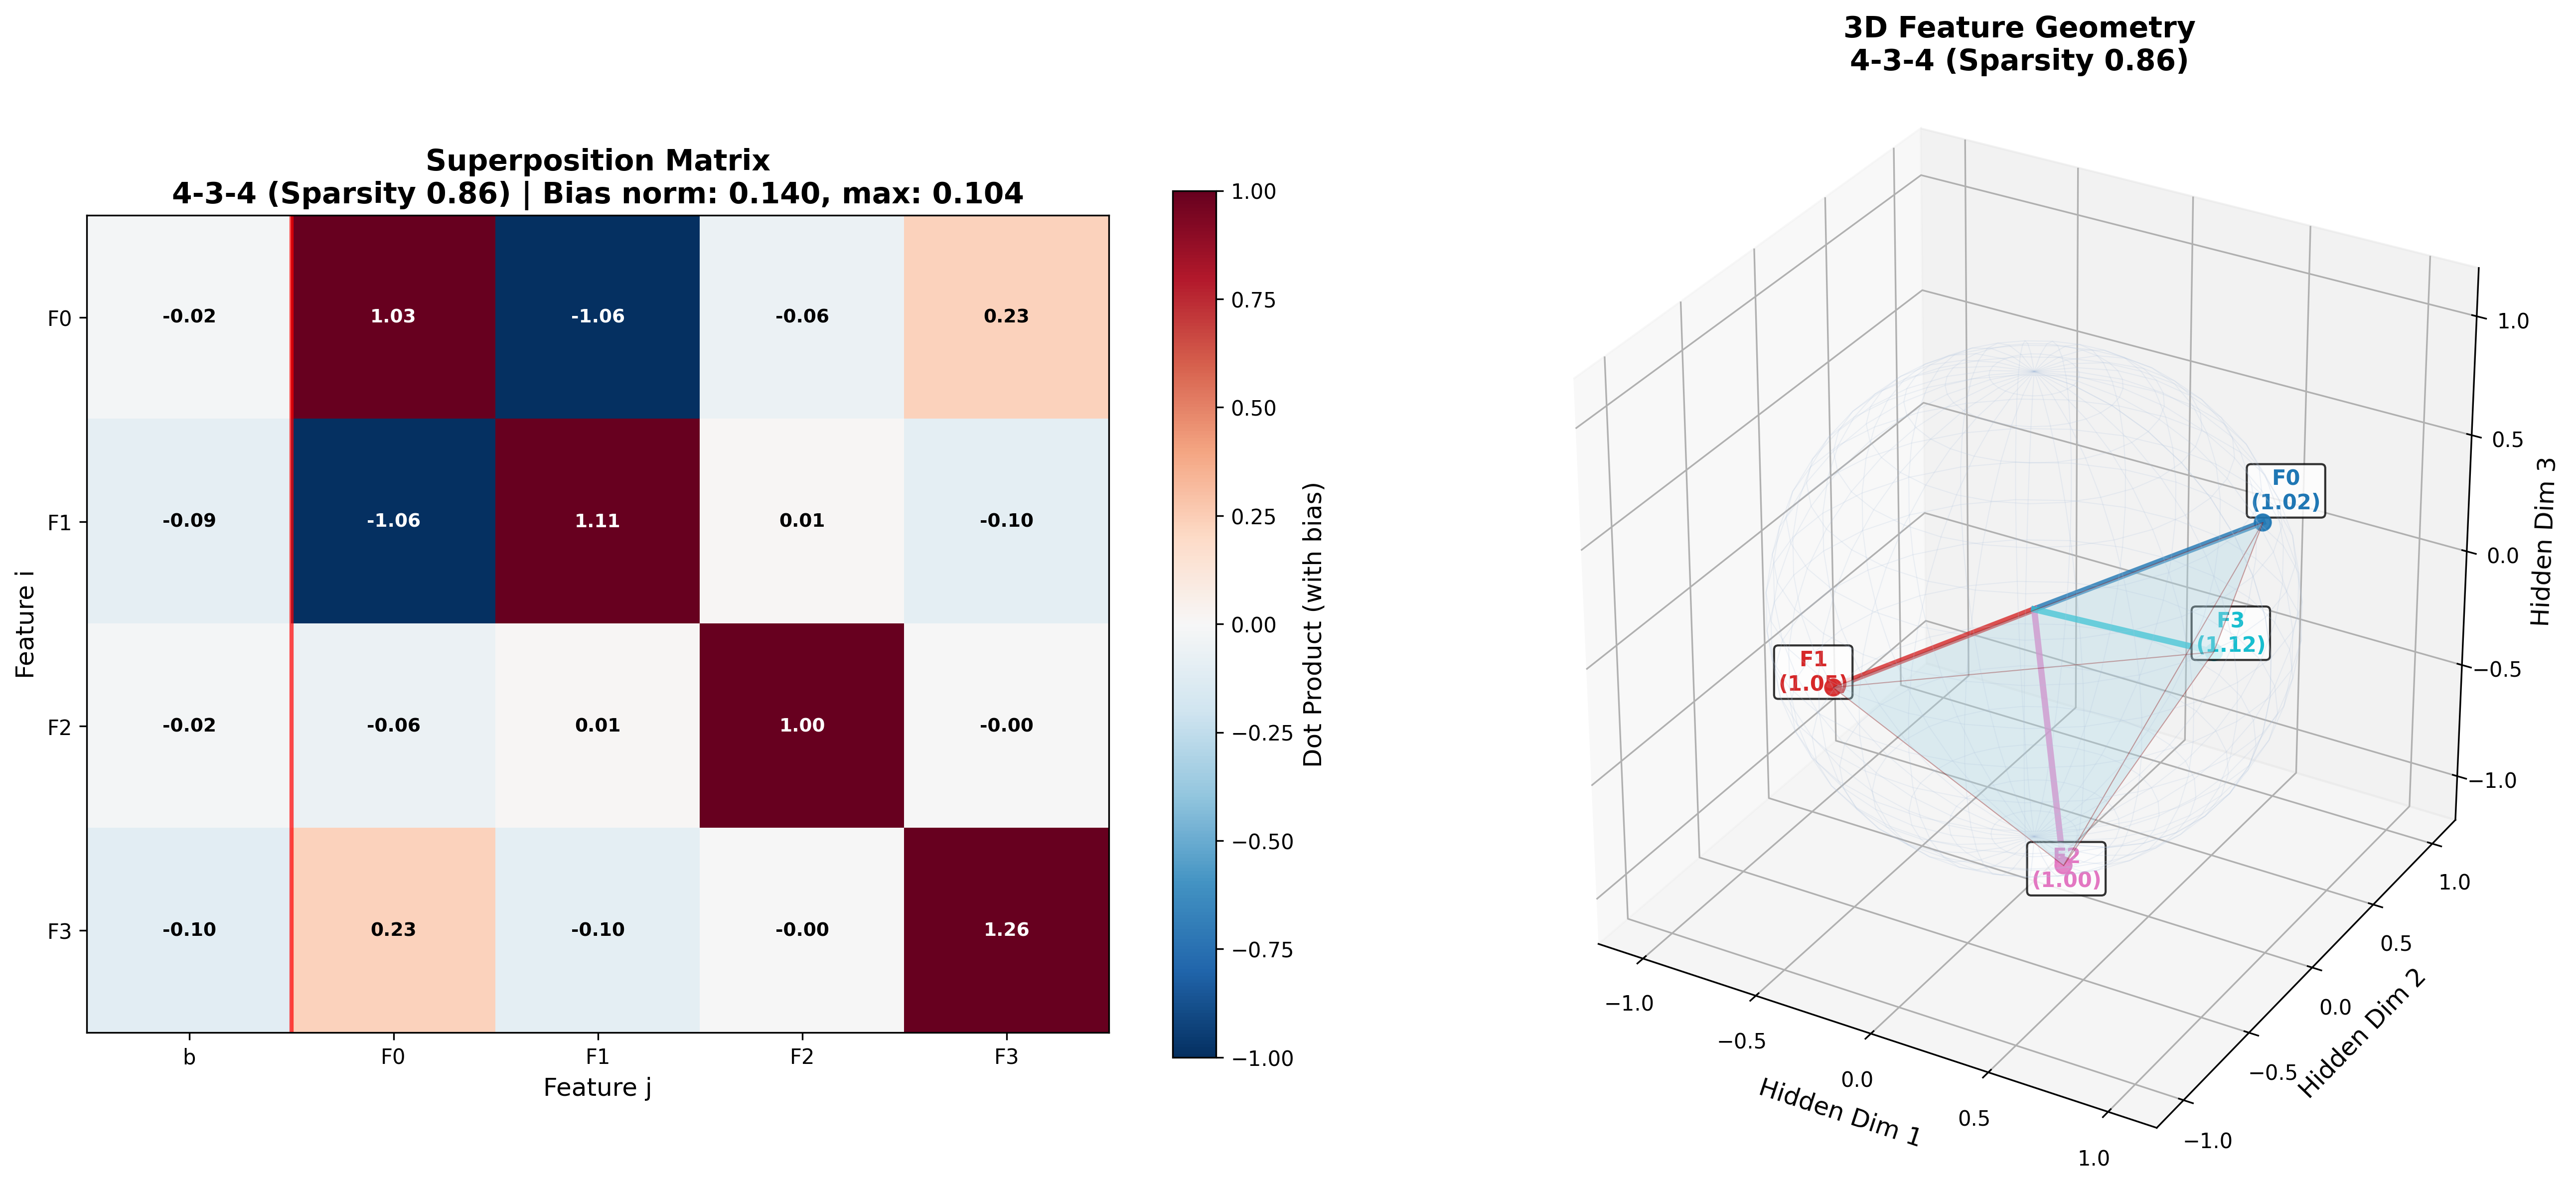 Superposition Matrix
4-3-4 (Sparsity 0.86) | Bias norm: 0.140, max: 0.104
Feature i
F0
-0.02
1.03
-1.06
-0.06
0.23
F1
-0.09
-1.06
1.11
0.01
-0.10
F2
-0.02
-0.06
0.01
1.00
-0.00
F3
-0.10
0.23
-0.10
-0.00
1.26
b
F0
F1
F2
F3
Feature j
1.00
0.75
0.50
0.25
0.00
−0.25
−0.50
−0.75
−1.00
Dot Product (with bias)
3D Feature Geometry
4-3-4 (Sparsity 0.86)
F0
(1.02)
F3
(1.12)
F1
(1.05)
F2
(1.00)
−1.0
−0.5
0.0
0.5
1.0
Hidden Dim 1
−1.0
−0.5
0.0
0.5
1.0
Hidden Dim 2
1.0
0.5
0.0
−0.5
−1.0
Hidden Dim 3